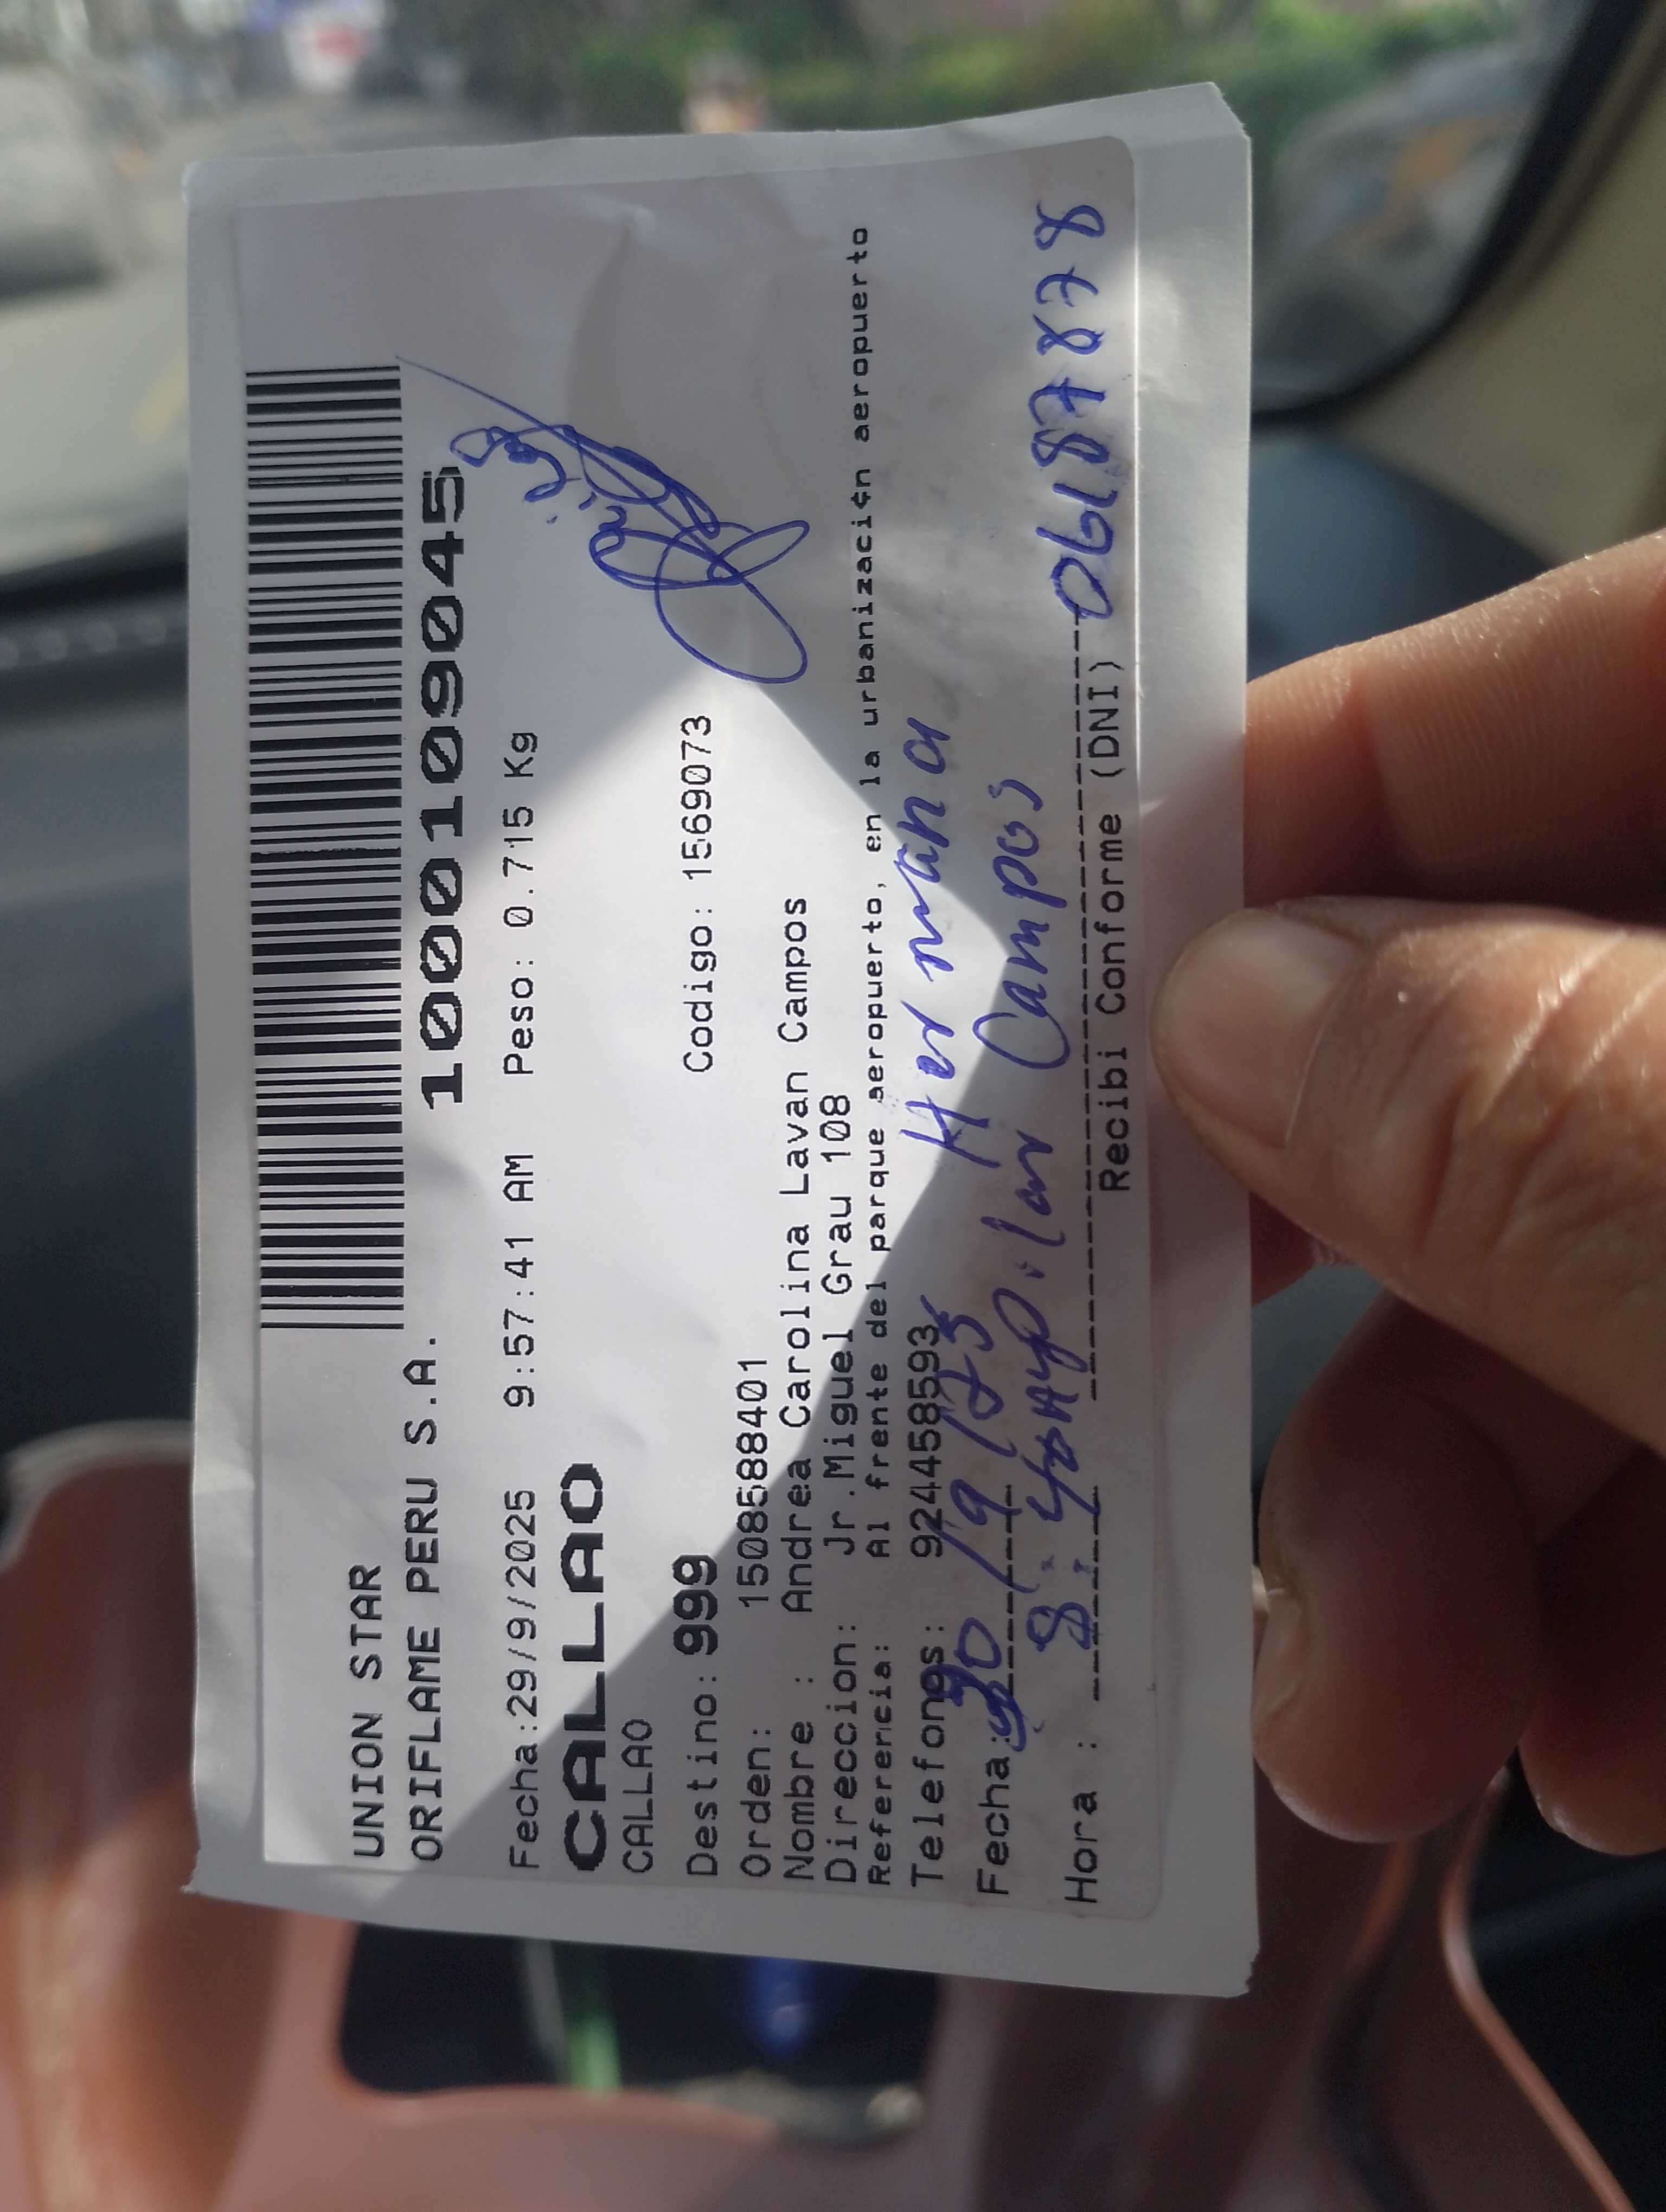 UNION STAR
ORIFLAME PERU S.A.
1000109045
Fecha:29/9/2025 9:57:41 AM Peso: 0.715 Kg
CALLAO
CALLAO
Destino: 999 Codigo: 1569073
Orden: 1508588401
Nombre : Andrea Carolina Lavan Campos
Direccion: Jr.Miguel Grau 108
Referencia: Al frente del parque aeropuerto, en la urbanizaci¢n aeropuerto
Telefonos: 924458593
Hermana
Fecha: 30/9/25
Hora : 8:40 Pilar Campos
06187878
Recibi Conforme (DNI)